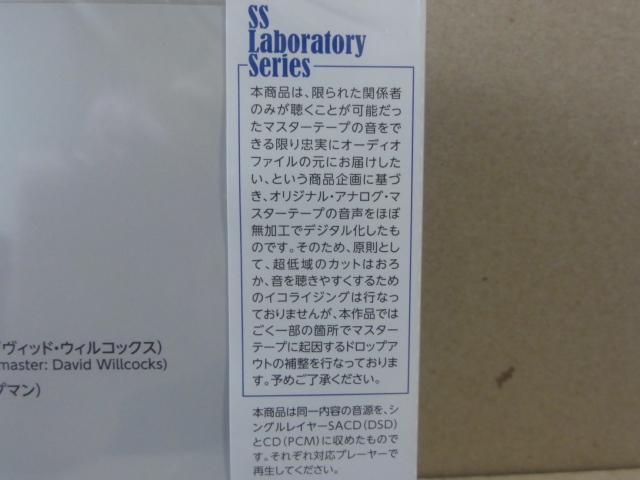 SS
Laboratory
Series
本商品は、限られた関係者
のみが聴くことが可能だっ
たマスターテープの音をで
きる限り忠実にオーディオ
ファイルの元にお届けした
い、という商品企画に基づ
き、オリジナル・アナログ・マ
スターテープの音声をほぼ
無加工でデジタル化したも
のです。そのため、原則とし
て、超低域のカットはおろ
か、音を聴きやすくするため
のイコライジングは行なっ
ておりませんが、本作品では
ごく一部の箇所でマスター
テープに起因するドロップア
ウトの補整を行なっておりま
す。予めご了承ください。
本商品は同一内容の音源を、シ
ングルレイヤーSACD(DSD)
とCD(PCM)に収めたもので
す。それぞれ対応プレーヤーで
再生してください。
ヴィッド・ウィルコックス)
master: David Willcocks)
プマン)